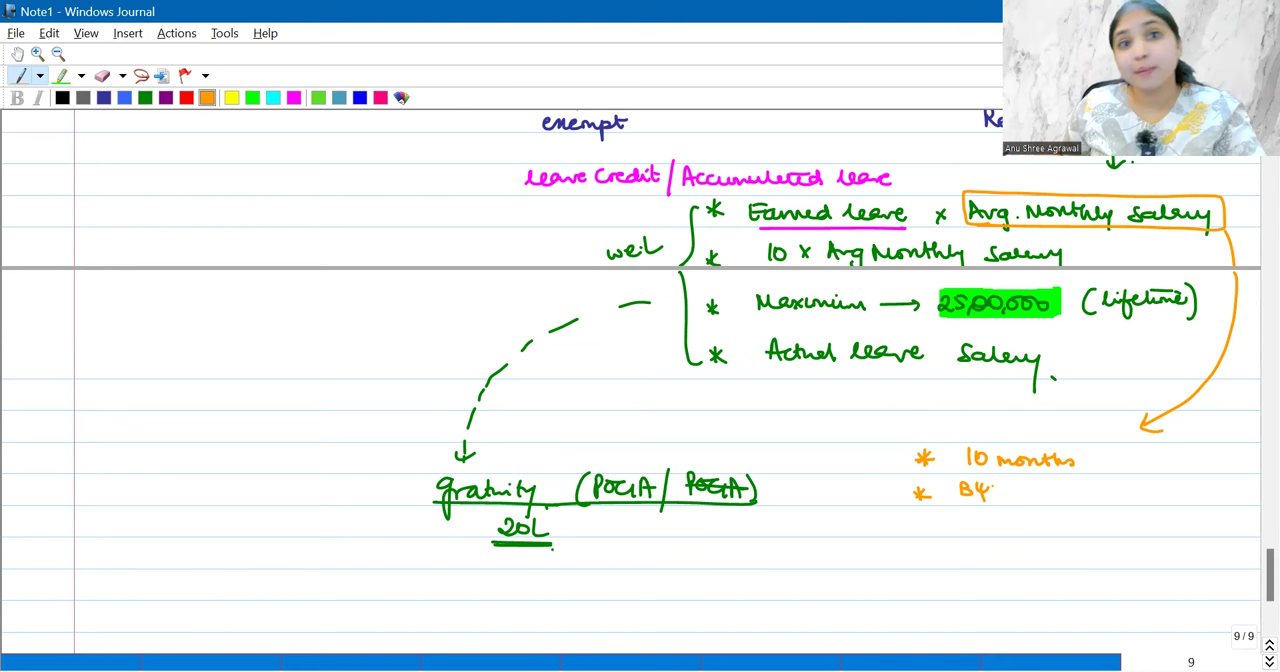 Note1 - Windows Journal
File Edit View Insert Actions Tools Help
B I
exempt
Anu Shree Agrawal
Leave Credit / Accumulated leave
* Earned leave x Avg. Monthly Salary
* 10 x Avg Monthly Salary
* Maximum → 25,00,000 (lifetime)
* Actual leave Salary.
* 10 months
gratuity (POGA / POGA)
20L
9 / 9
9